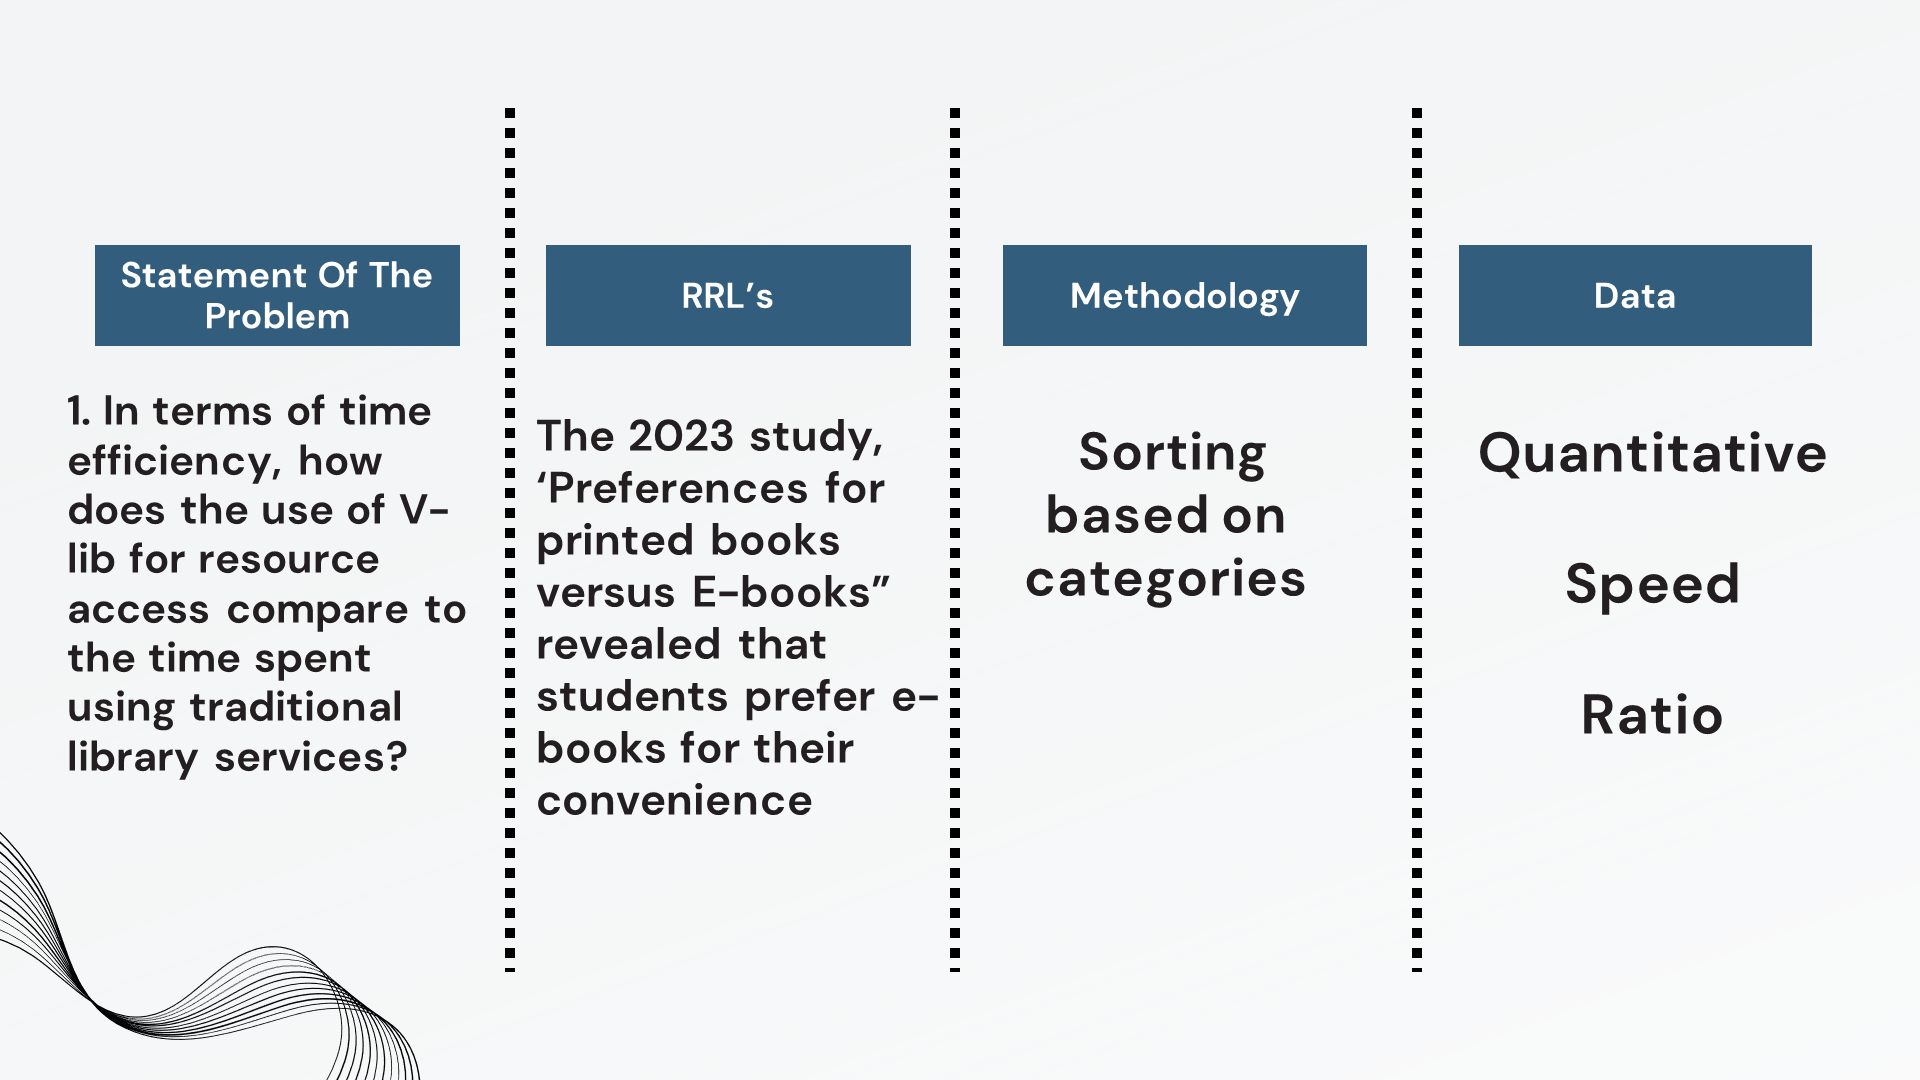 Statement Of The
Problem
1. In terms of time
efficiency, how
does the use of V-
lib for resource
access compare to
the time spent
using traditional
library services?
RRL’s
The 2023 study,
‘Preferences for
printed books
versus E-books”
revealed that
students prefer e-
books for their
convenience
Methodology
Sorting
based on
categories
Data
Quantitative
Speed
Ratio